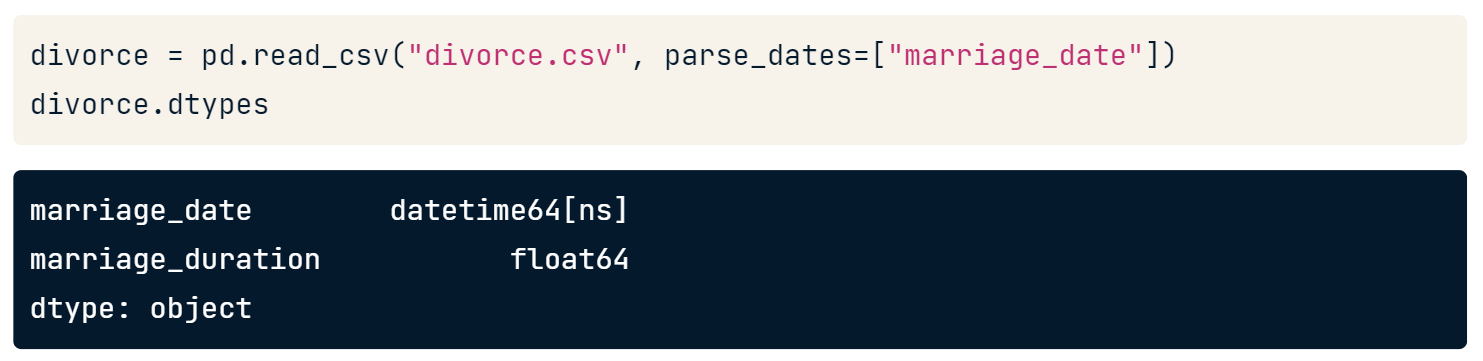 divorce = pd.read_csv("divorce.csv", parse_dates=["marriage_date"])
divorce.dtypes
marriage_date       datetime64[ns]
marriage_duration          float64
dtype: object